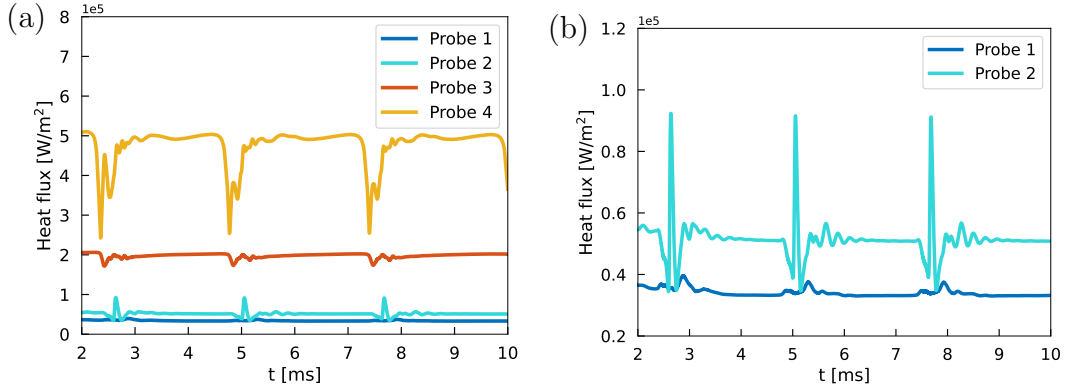 (a)
1e5
8
7
6
5
4
3
2
1
0
Heat flux [W/m²]
Probe 1
Probe 2
Probe 3
Probe 4
2 3 4 5 6 7 8 9 10
t [ms]
(b)
1e5
1.2
1.0
0.8
0.6
0.4
0.2
Heat flux [W/m²]
Probe 1
Probe 2
2 3 4 5 6 7 8 9 10
t [ms]